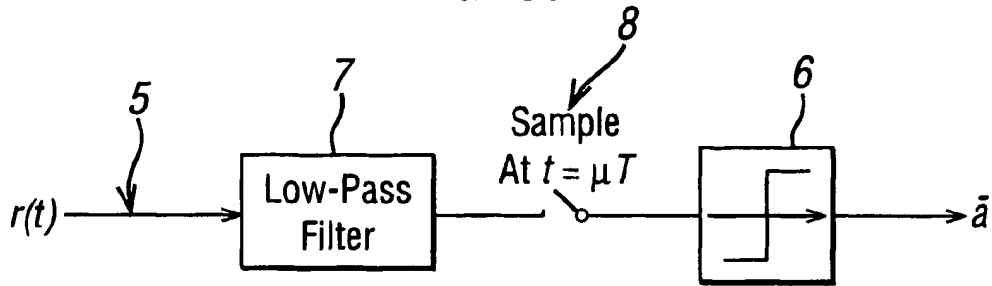 8
5
7
6
Sample
At t = μT
r(t)
Low-Pass
Filter
ā